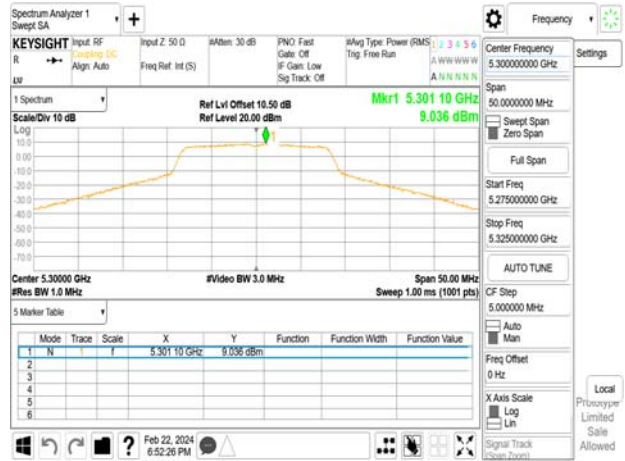 Spectrum Analyzer 1
Swept SA
Frequency
KEYSIGHT
Input: RF
Coupling: DC
Align: Auto
Input Z: 50 Ω
Freq Ref: Int (S)
#Atten: 30 dB
PNO: Fast
Gate: Off
IF Gain: Low
Sig Track: Off
#Avg Type: Power (RMS
Trig: Free Run
1 2 3 4 5 6
A WWWWW
A N N N N N
R
1 Spectrum
Scale/Div 10 dB
Ref Lvl Offset 10.50 dB
Ref Level 20.00 dBm
Mkr1 5.301 10 GHz
9.036 dBm
Log
10.0
0.00
-10.0
-20.0
-30.0
-40.0
-50.0
-60.0
-70.0
1
Center 5.30000 GHz
#Res BW 1.0 MHz
#Video BW 3.0 MHz
Span 50.00 MHz
Sweep 1.00 ms (1001 pts)
5 Marker Table
Mode Trace Scale X Y Function Function Width Function Value
1 N 1 f 5.301 10 GHz 9.036 dBm
2
3
4
5
6
Feb 22, 2024
6:52:26 PM
Center Frequency
5.300000000 GHz
Settings
Span
50.0000000 MHz
Swept Span
Zero Span
Full Span
Start Freq
5.275000000 GHz
Stop Freq
5.325000000 GHz
AUTO TUNE
CF Step
5.000000 MHz
Auto
Man
Freq Offset
0 Hz
X Axis Scale
Log
Lin
Signal Track
(Span Zoom)
Local
Prototype
Limited
Sale
Allowed